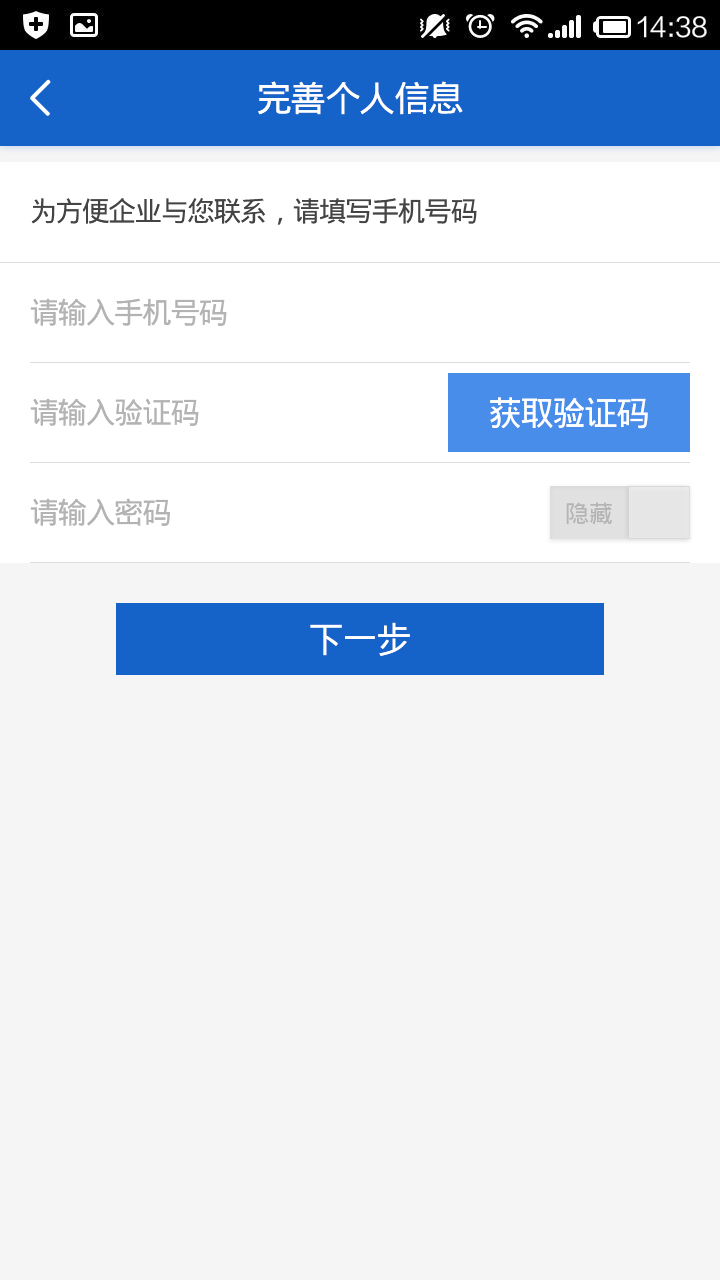 14:38
完善个人信息
为方便企业与您联系，请填写手机号码
请输入手机号码
请输入验证码
获取验证码
请输入密码
隐藏
下一步